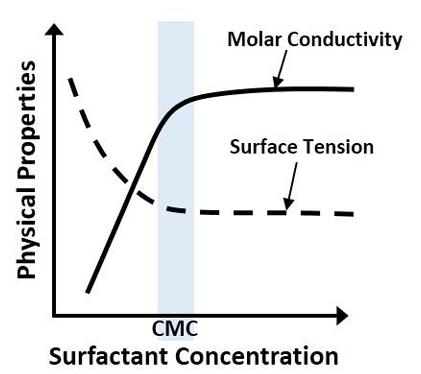 Molar Conductivity
Surface Tension
Physical Properties
CMC
Surfactant Concentration